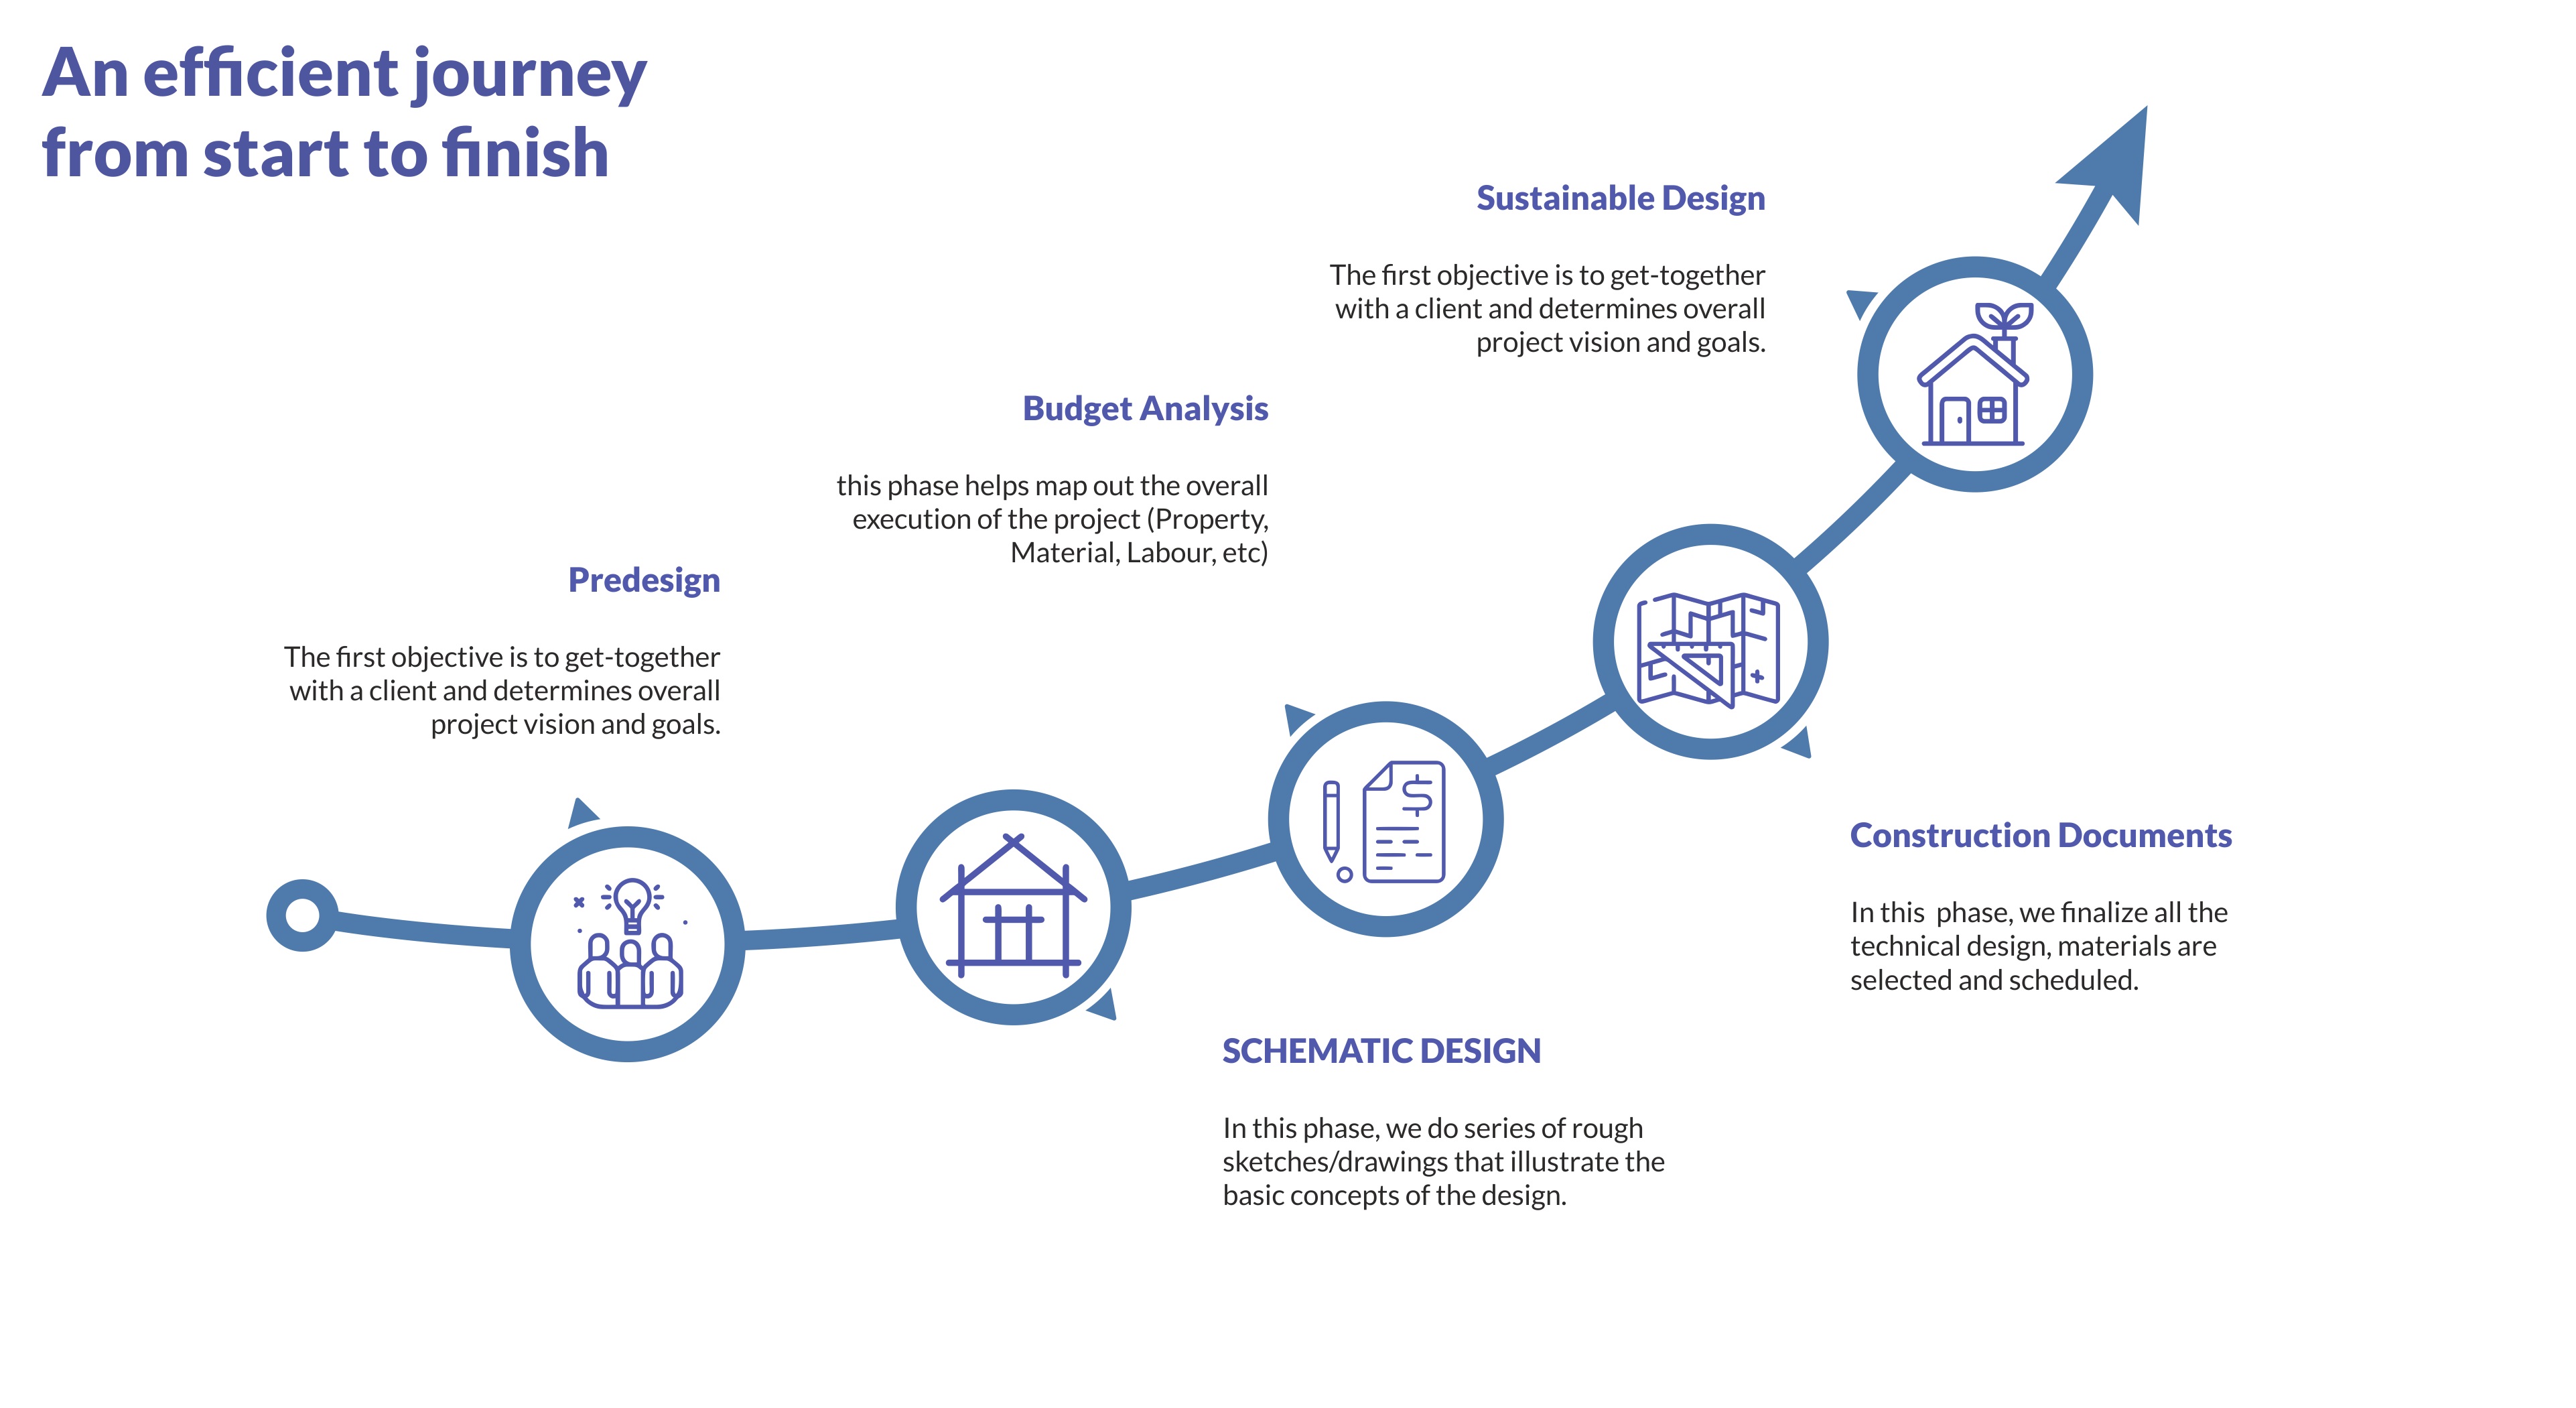 An efficient journey
from start to finish
Predesign
The first objective is to get-together
with a client and determines overall
project vision and goals.
SCHEMATIC DESIGN
In this phase, we do series of rough
sketches/drawings that illustrate the
basic concepts of the design.
Budget Analysis
this phase helps map out the overall
execution of the project (Property,
Material, Labour, etc)
Construction Documents
In this  phase, we finalize all the
technical design, materials are
selected and scheduled.
Sustainable Design
The first objective is to get-together
with a client and determines overall
project vision and goals.